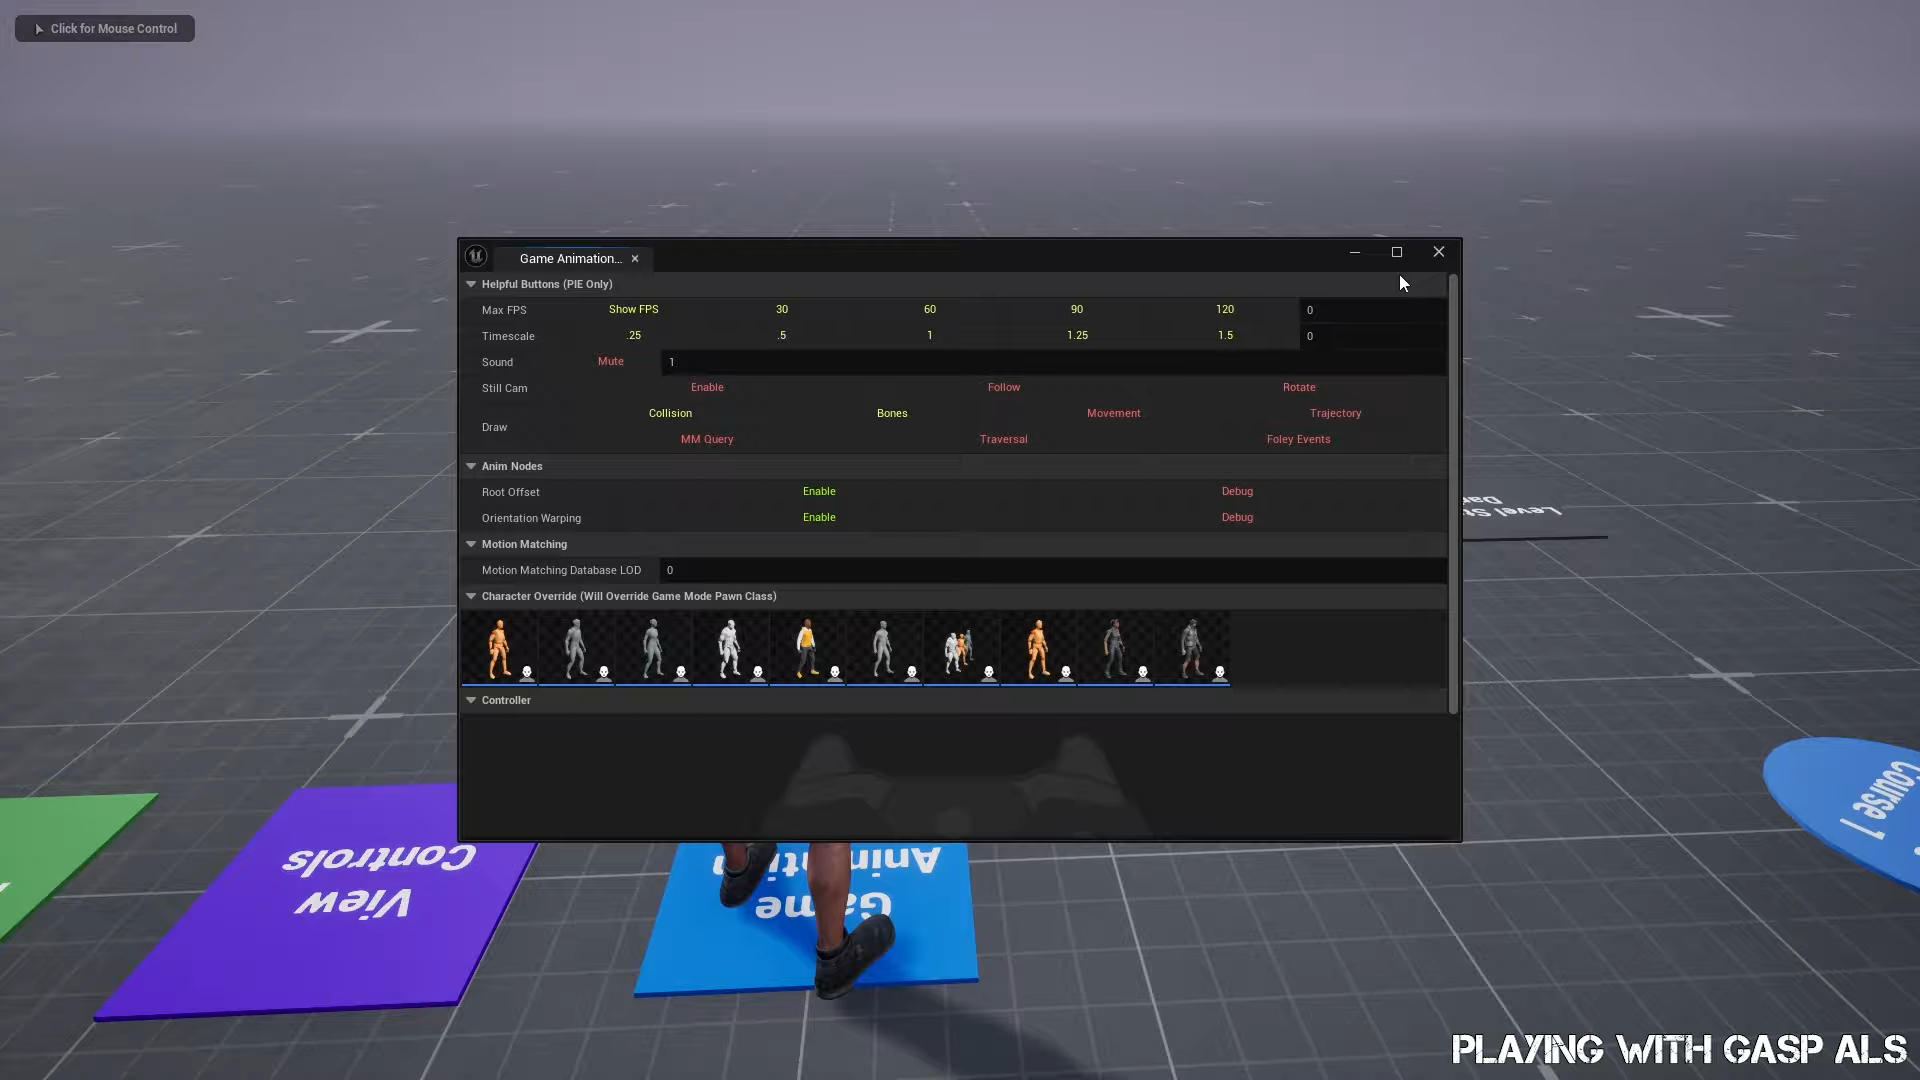 Click for Mouse Control
Game Animation...
Helpful Buttons (PIE Only)
Max FPS Show FPS 30 60 90 120 0
Timescale .25 .5 1 1.25 1.5 0
Sound Mute 1
Still Cam Enable Follow Rotate
Draw Collision Bones Movement Trajectory
MM Query Traversal Foley Events
Anim Nodes
Root Offset Enable Debug
Orientation Warping Enable Debug
Motion Matching
Motion Matching Database LOD 0
Character Override (Will Override Game Mode Pawn Class)
Controller
View
Controls
Game
Course 1
PLAYING WITH GASP ALS